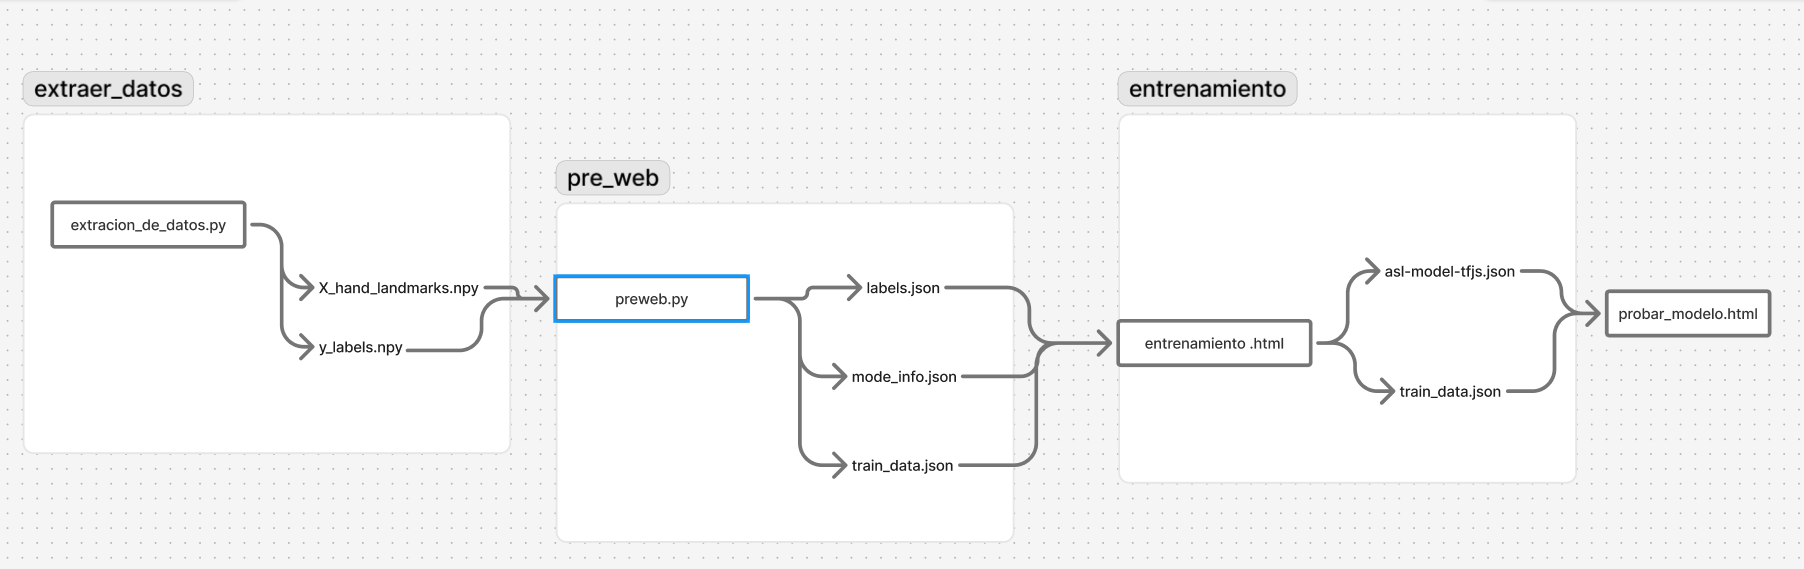 extraer_datos
extracion_de_datos.py
X_hand_landmarks.npy
y_labels.npy
pre_web
preweb.py
labels.json
mode_info.json
train_data.json
entrenamiento
entrenamiento .html
asl-model-tfjs.json
train_data.json
probar_modelo.html